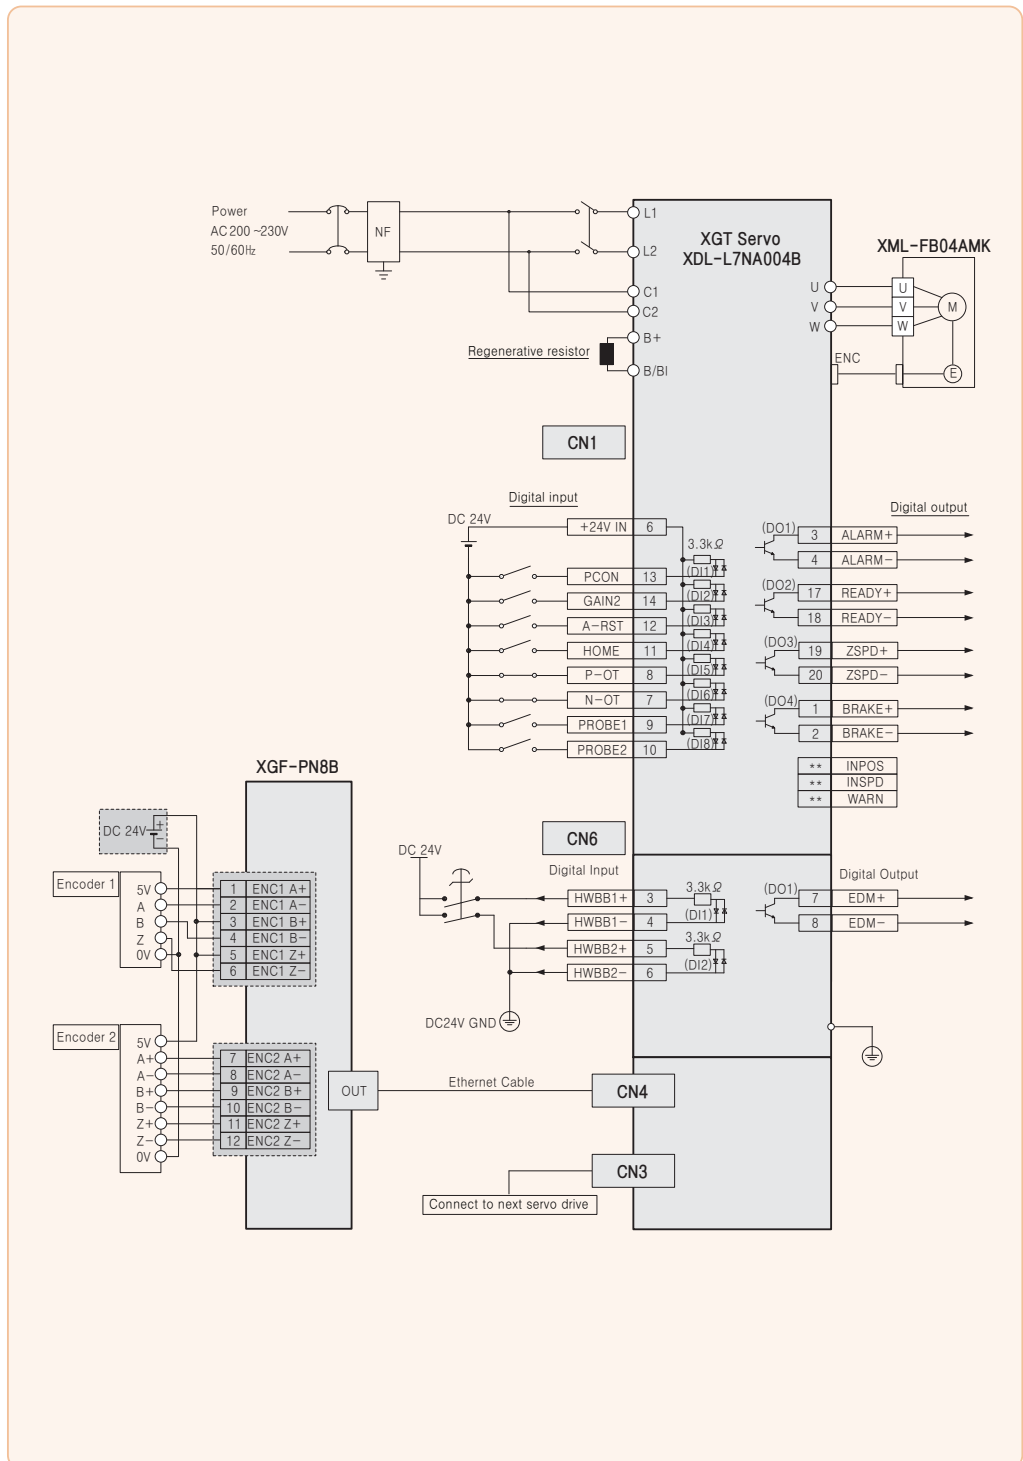 Power
AC 200 ~230V
50/60Hz
NF
L1
L2
C1
C2
B+
B/BI
Regenerative resistor
XGT Servo
XDL-L7NA004B
XML-FB04AMK
U
V
W
U
V
W
M
E
ENC
CN1
Digital input
DC 24V
+24V IN 6
3.3kΩ
PCON 13 (DI1)
GAIN2 14 (DI2)
A-RST 12 (DI3)
HOME 11 (DI4)
P-OT 8 (DI5)
N-OT 7 (DI6)
PROBE1 9 (DI7)
PROBE2 10 (DI8)
Digital output
(DO1) 3 ALARM+
4 ALARM-
(DO2) 17 READY+
18 READY-
(DO3) 19 ZSPD+
20 ZSPD-
(DO4) 1 BRAKE+
2 BRAKE-
** INPOS
** INSPD
** WARN
CN6
DC 24V
Digital Input
HWBB1+ 3 3.3kΩ
HWBB1- 4 (DI1)
HWBB2+ 5 3.3kΩ
HWBB2- 6 (DI2)
DC24V GND
Digital Output
(DO1) 7 EDM+
8 EDM-
XGF-PN8B
DC 24V + -
Encoder 1
5V
A
B
Z
0V
1 ENC1 A+
2 ENC1 A-
3 ENC1 B+
4 ENC1 B-
5 ENC1 Z+
6 ENC1 Z-
Encoder 2
5V
A+
A-
B+
B-
Z+
Z-
0V
7 ENC2 A+
8 ENC2 A-
9 ENC2 B+
10 ENC2 B-
11 ENC2 Z+
12 ENC2 Z-
OUT
Ethernet Cable
CN4
CN3
Connect to next servo drive